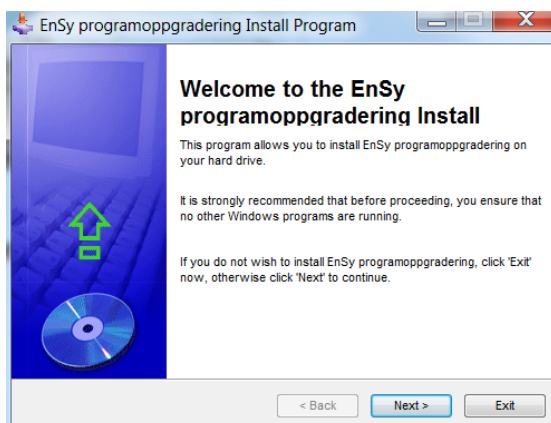 EnSy programoppgradering Install Program
Welcome to the EnSy
programoppgradering Install
This program allows you to install EnSy programoppgradering on
your hard drive.
It is strongly recommended that before proceeding, you ensure that
no other Windows programs are running.
If you do not wish to install EnSy programoppgradering, click 'Exit'
now, otherwise click 'Next' to continue.
< Back Next > Exit